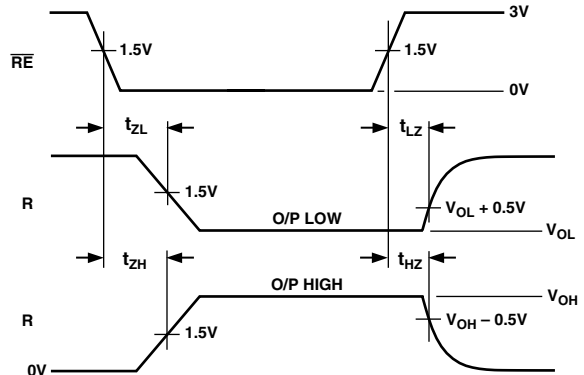 3V
RE
1.5V
1.5V
0V
tZL
tLZ
R
1.5V
O/P LOW
VOL + 0.5V
VOL
tZH
tHZ
O/P HIGH
VOH
R
1.5V
VOH – 0.5V
0V